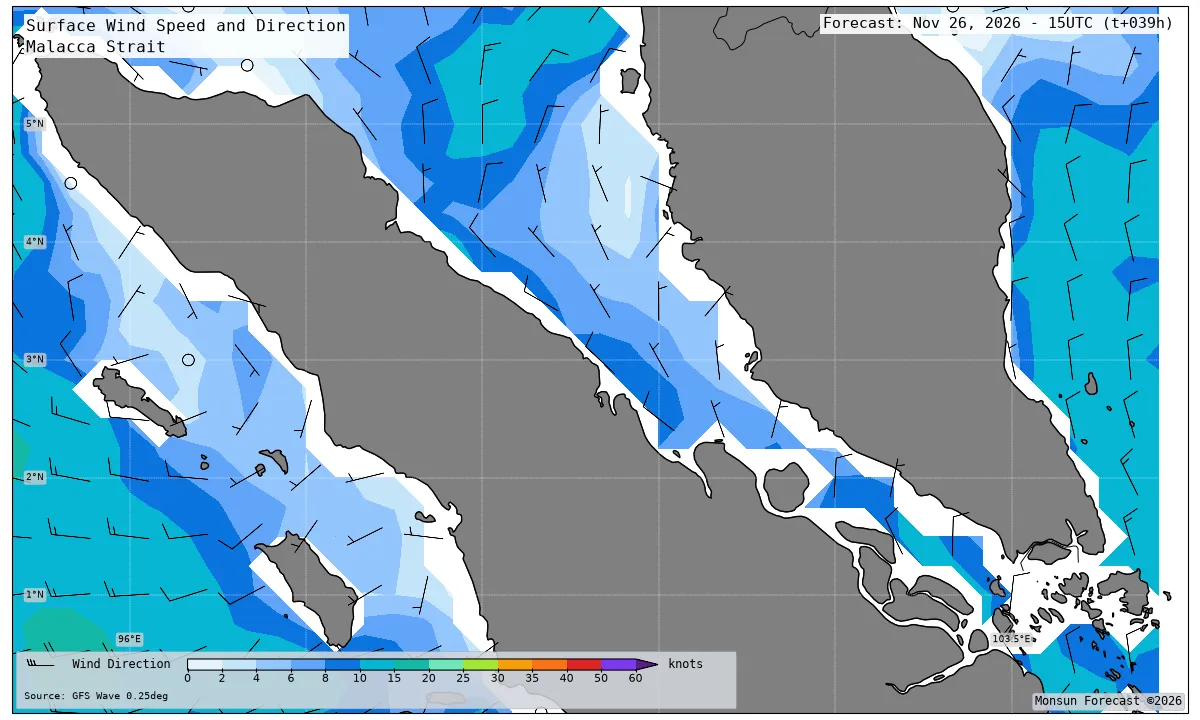 Surface Wind Speed and Direction
Malacca Strait
Forecast: Nov 26, 2026 - 15UTC (t+039h)
5°N
4°N
3°N
2°N
1°N
96°E
103.5°E
Wind Direction
knots
0 2 4 6 8 10 15 20 25 30 40 50 60
Source: GFS Wave 0.25deg
Monsun Forecast ©2026